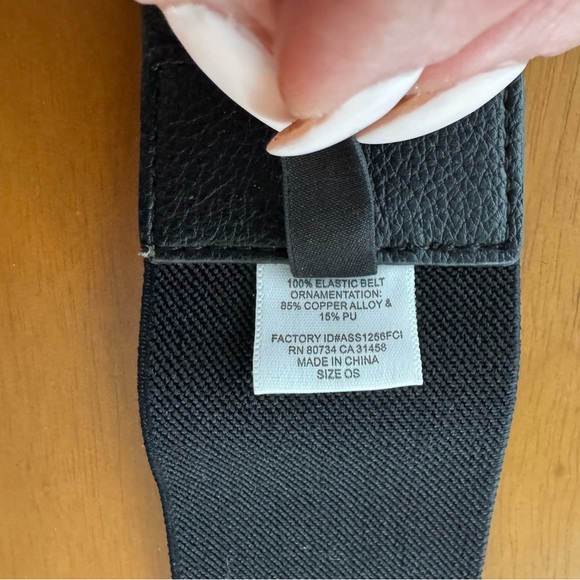 100% ELASTIC BELT
ORNAMENTATION:
85% COPPER ALLOY &
15% PU
FACTORY ID#ASS1256FCI
RN 80734 CA 31458
MADE IN CHINA
SIZE OS